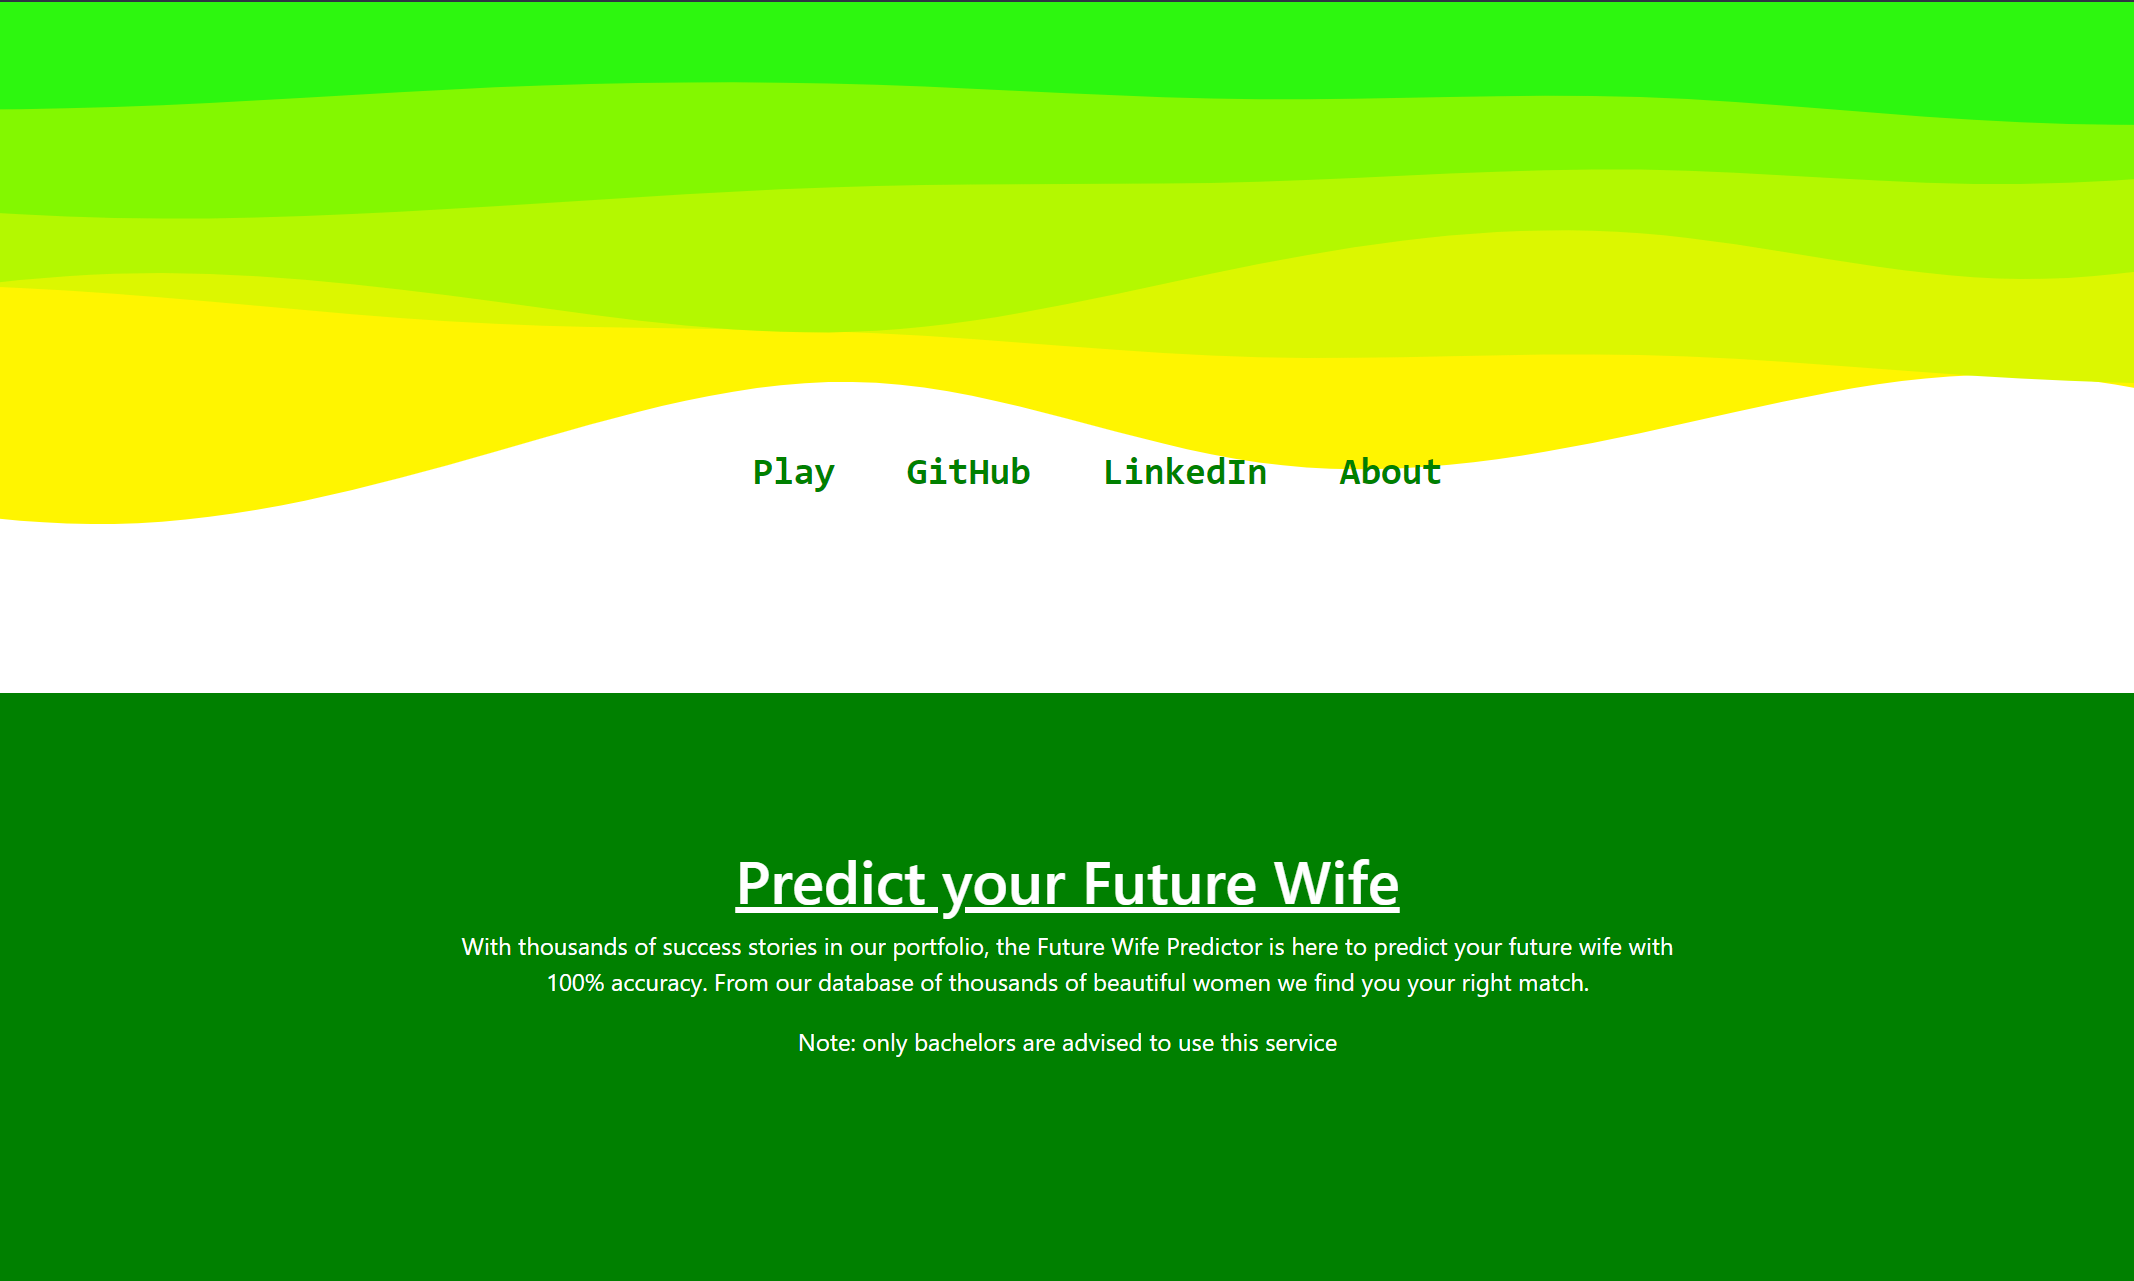 Play GitHub LinkedIn About
Predict your Future Wife
With thousands of success stories in our portfolio, the Future Wife Predictor is here to predict your future wife with
100% accuracy. From our database of thousands of beautiful women we find you your right match.
Note: only bachelors are advised to use this service